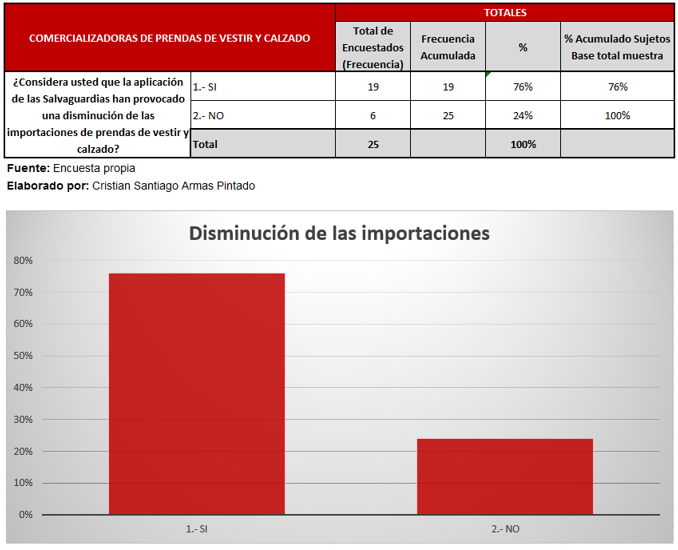 COMERCIALIZADORAS DE PRENDAS DE VESTIR Y CALZADO
TOTALES
Total de
Encuestados
(Frecuencia)
Frecuencia
Acumulada
%
% Acumulado Sujetos
Base total muestra
¿Considera usted que la aplicación
de las Salvaguardias han provocado
una disminución de las
importaciones de prendas de vestir y
calzado?
1.- SI
19
19
76%
76%
2.- NO
6
25
24%
100%
Total
25
100%
Fuente: Encuesta propia
Elaborado por: Cristian Santiago Armas Pintado
Disminución de las importaciones
80%
70%
60%
50%
40%
30%
20%
10%
0%
1.- SI
2.- NO